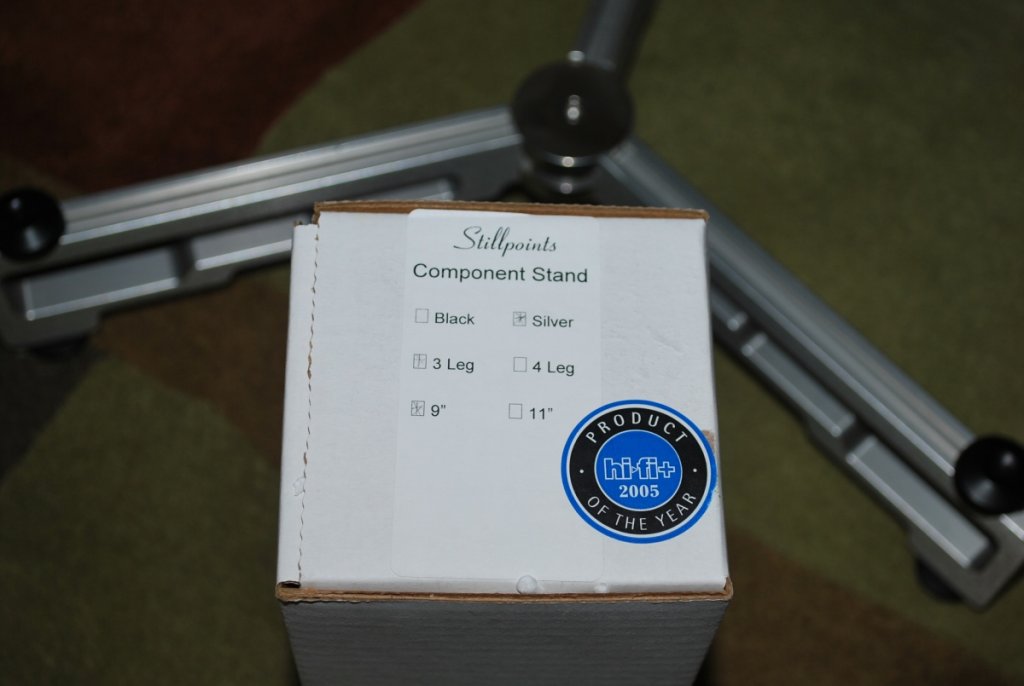 Stillpoints
Component Stand
☐ Black ☒ Silver
☒ 3 Leg ☐ 4 Leg
☒ 9” ☐ 11”
PRODUCT
hi-fi+
2005
OF THE YEAR